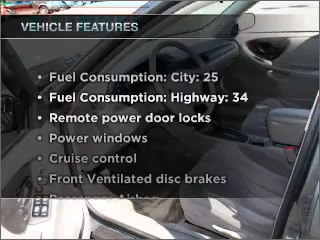 VEHICLE FEATURES
• Fuel Consumption: City: 25
• Fuel Consumption: Highway: 34
• Remote power door locks
• Power windows
• Cruise control
• Front Ventilated disc brakes